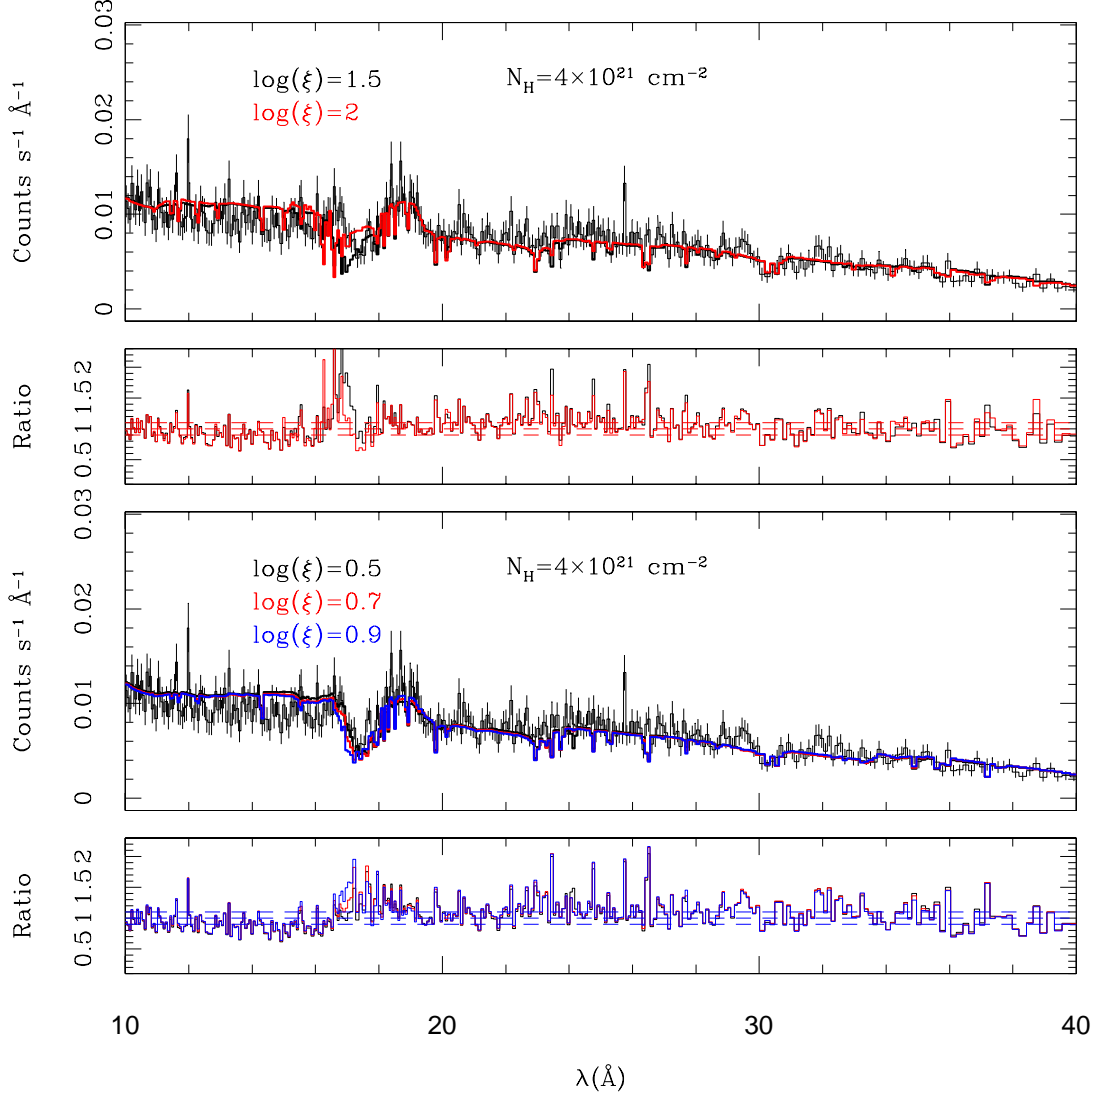 0.03
log(ξ)=1.5 N_H=4×10²¹ cm⁻²
log(ξ)=2
0.02
Counts s⁻¹ Å⁻¹
0.01
0
2
1.5
Ratio
1
0.5
0.03
log(ξ)=0.5 N_H=4×10²¹ cm⁻²
log(ξ)=0.7
0.02
log(ξ)=0.9
Counts s⁻¹ Å⁻¹
0.01
0
2
1.5
Ratio
1
0.5
10 20 30 40
λ(Å)